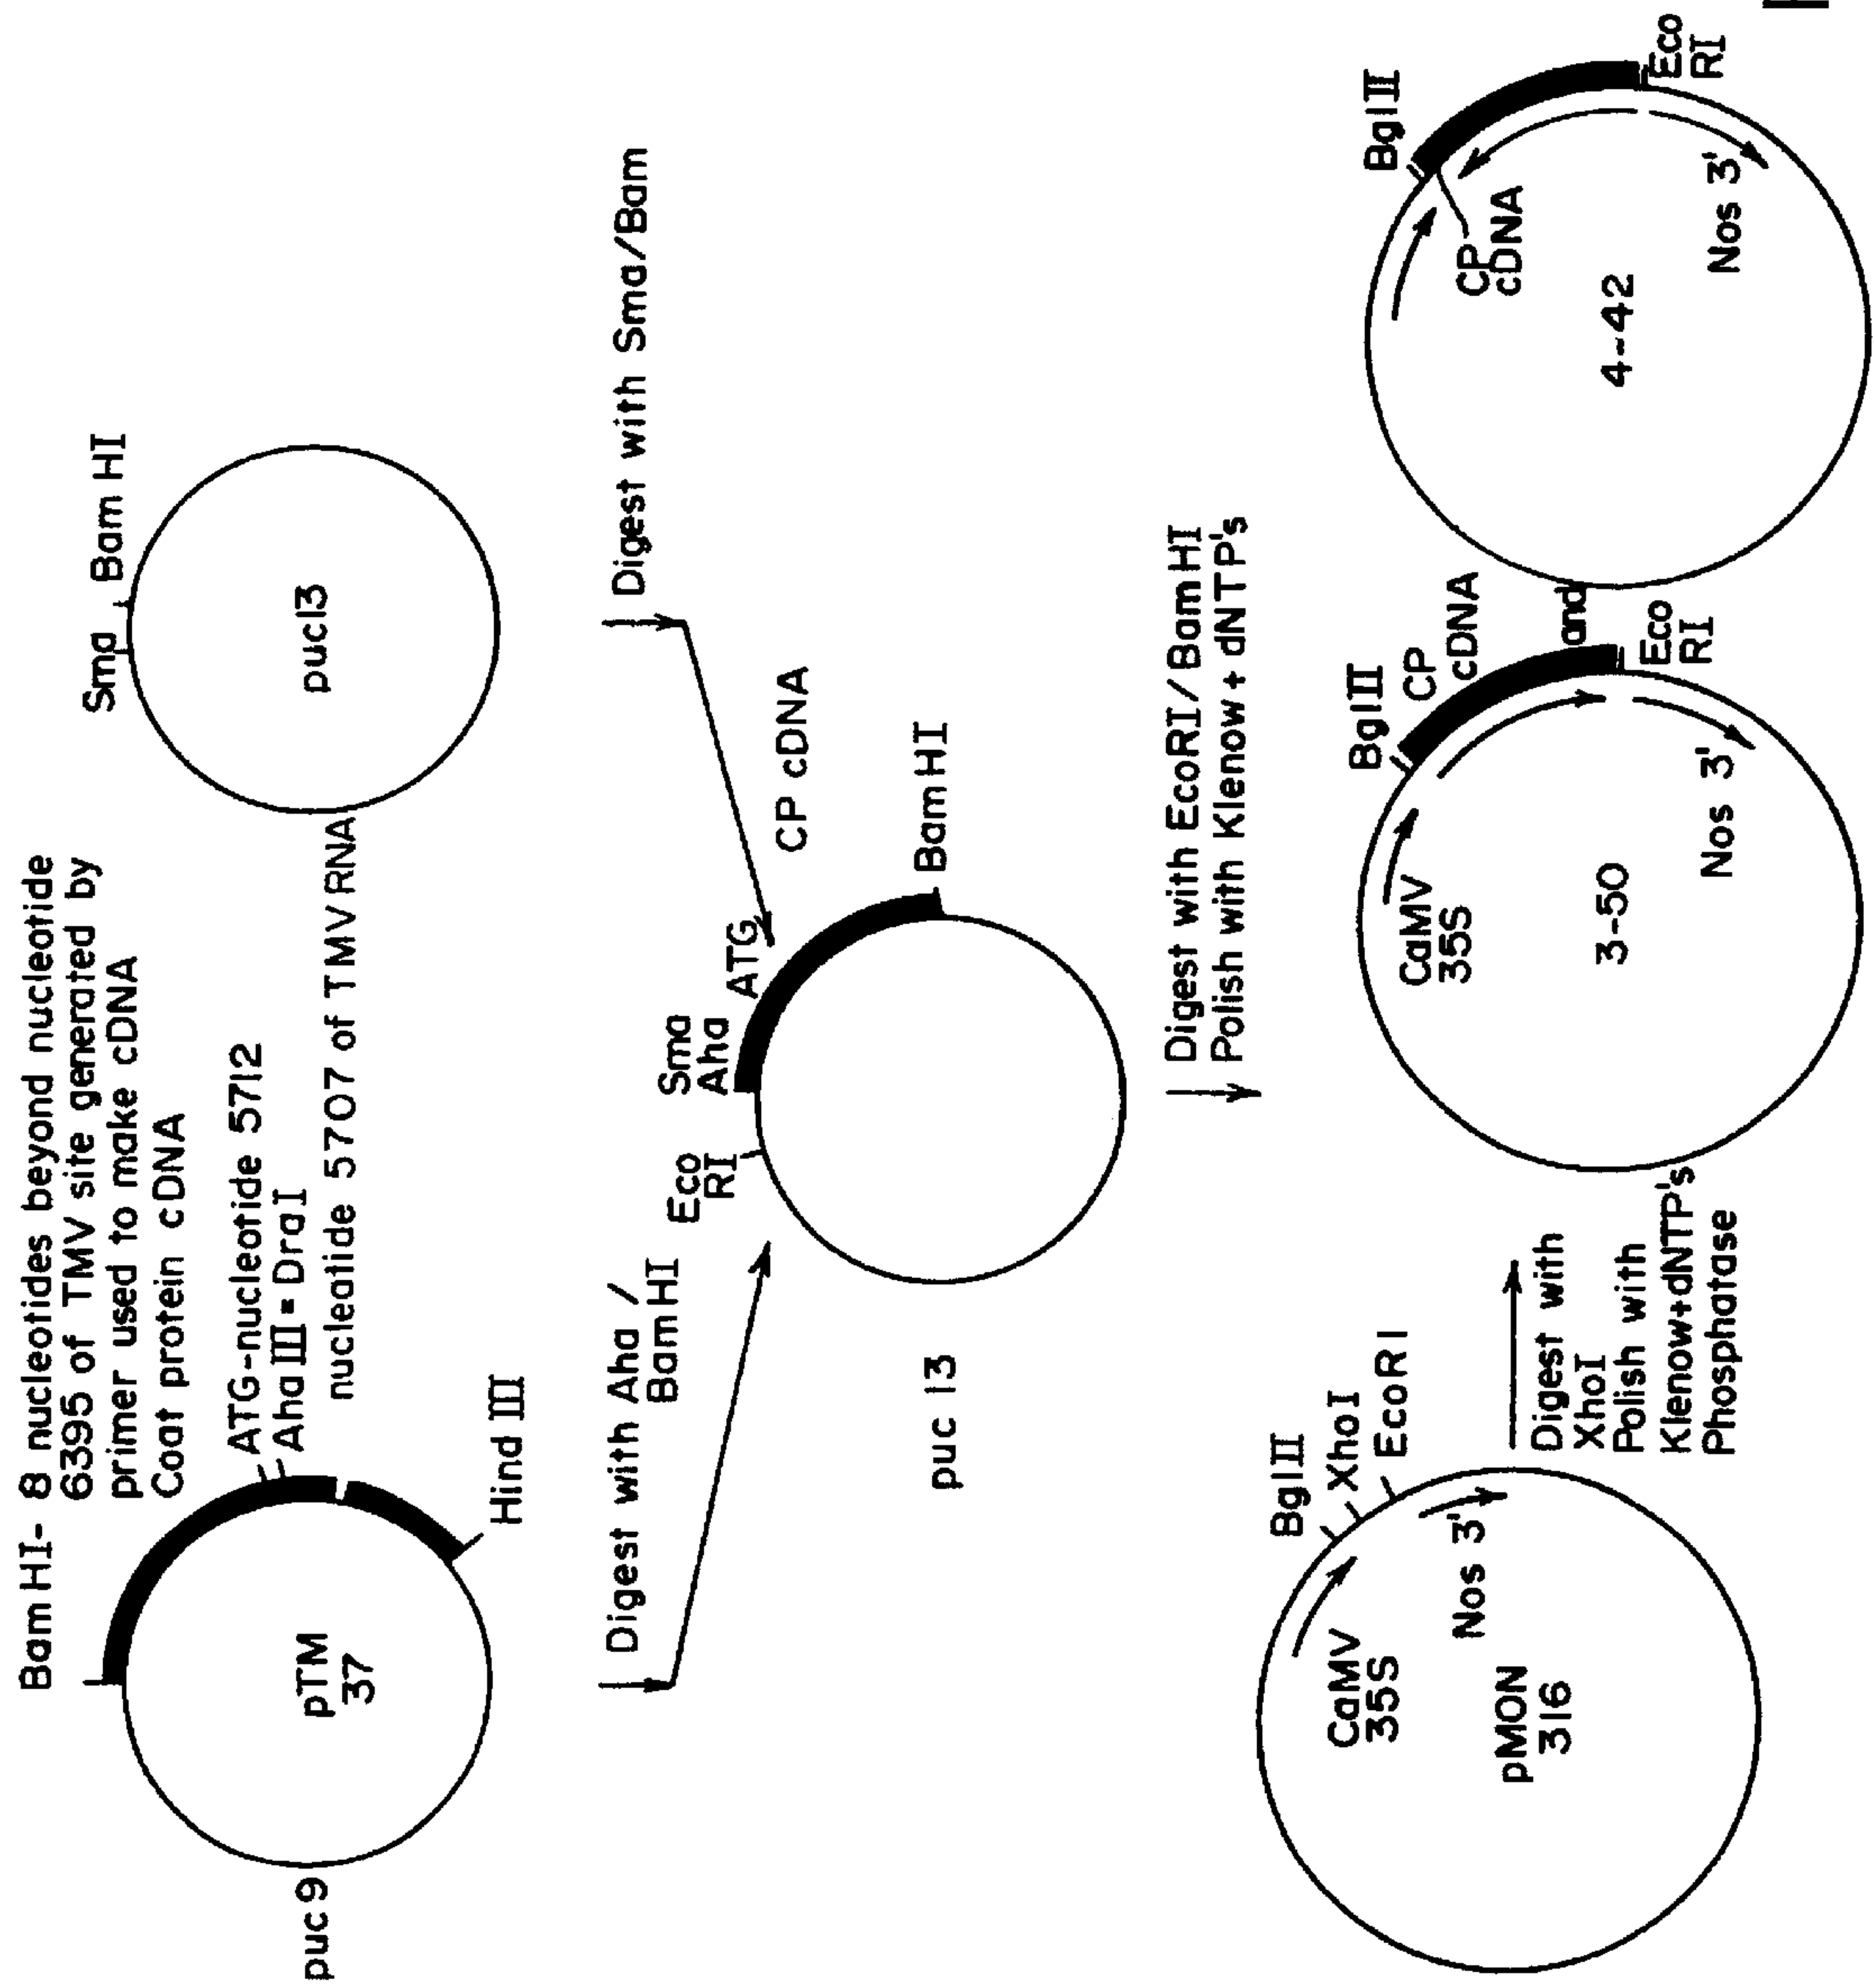 Bam HI- 8 nucleotides beyond nucleotide
6395 of TMV site generated by
primer used to make cDNA
Coat protein cDNA
ATG-nucleotide 5712
Aha III = Dra I
nucleotide 5707 of TMV RNA
Hind III
puc 9
pTM
37
Sma Bam HI
puc13
Digest with Aha /
Bam HI
Digest with Sma/Bam
CP cDNA
Eco
RI
Sma
Aha
ATG
Bam HI
puc 13
Digest with EcoRI/Bam HI
Polish with Klenow + dNTP's
Bgl II
Xho I
EcoR I
CaMV
35S
Nos 3'
pMON
316
Digest with
XhoI
Polish with
Klenow+dNTP's
Phosphatase
Bgl II
CP
cDNA
CaMV
35S
Eco
RI
Nos 3'
3-50
and
Bgl II
CP
cDNA
Eco
RI
Nos 3'
4-42